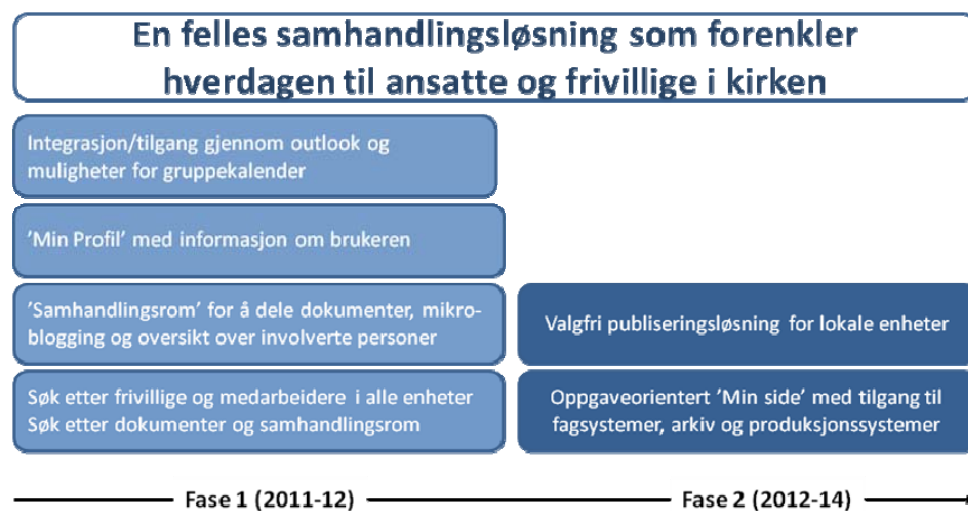 En felles samhandlingsløsning som forenkler
hverdagen til ansatte og frivillige i kirken
Integrasjon/tilgang gjennom outlook og
muligheter for gruppekalender
’Min Profil’ med informasjon om brukeren
’Samhandlingsrom’ for å dele dokumenter, mikro-
blogging og oversikt over involverte personer
Valgfri publiseringsløsning for lokale enheter
Søk etter frivillige og medarbeidere i alle enheter
Søk etter dokumenter og samhandlingsrom
Oppgaveorientert ’Min side’ med tilgang til
fagsystemer, arkiv og produksjonssystemer
Fase 1 (2011-12)
Fase 2 (2012-14)